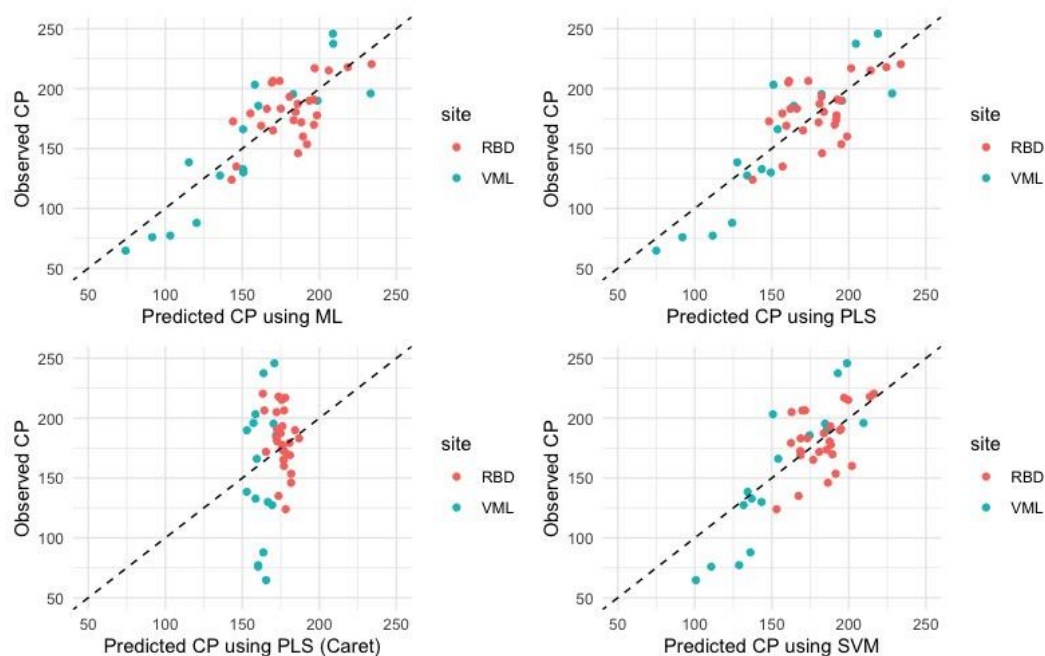 250
200
150
100
50
Observed CP
50 100 150 200 250
Predicted CP using ML
site
RBD
VML
250
200
150
100
50
Observed CP
50 100 150 200 250
Predicted CP using PLS
site
RBD
VML
250
200
150
100
50
Observed CP
50 100 150 200 250
Predicted CP using PLS (Caret)
site
RBD
VML
250
200
150
100
50
Observed CP
50 100 150 200 250
Predicted CP using SVM
site
RBD
VML